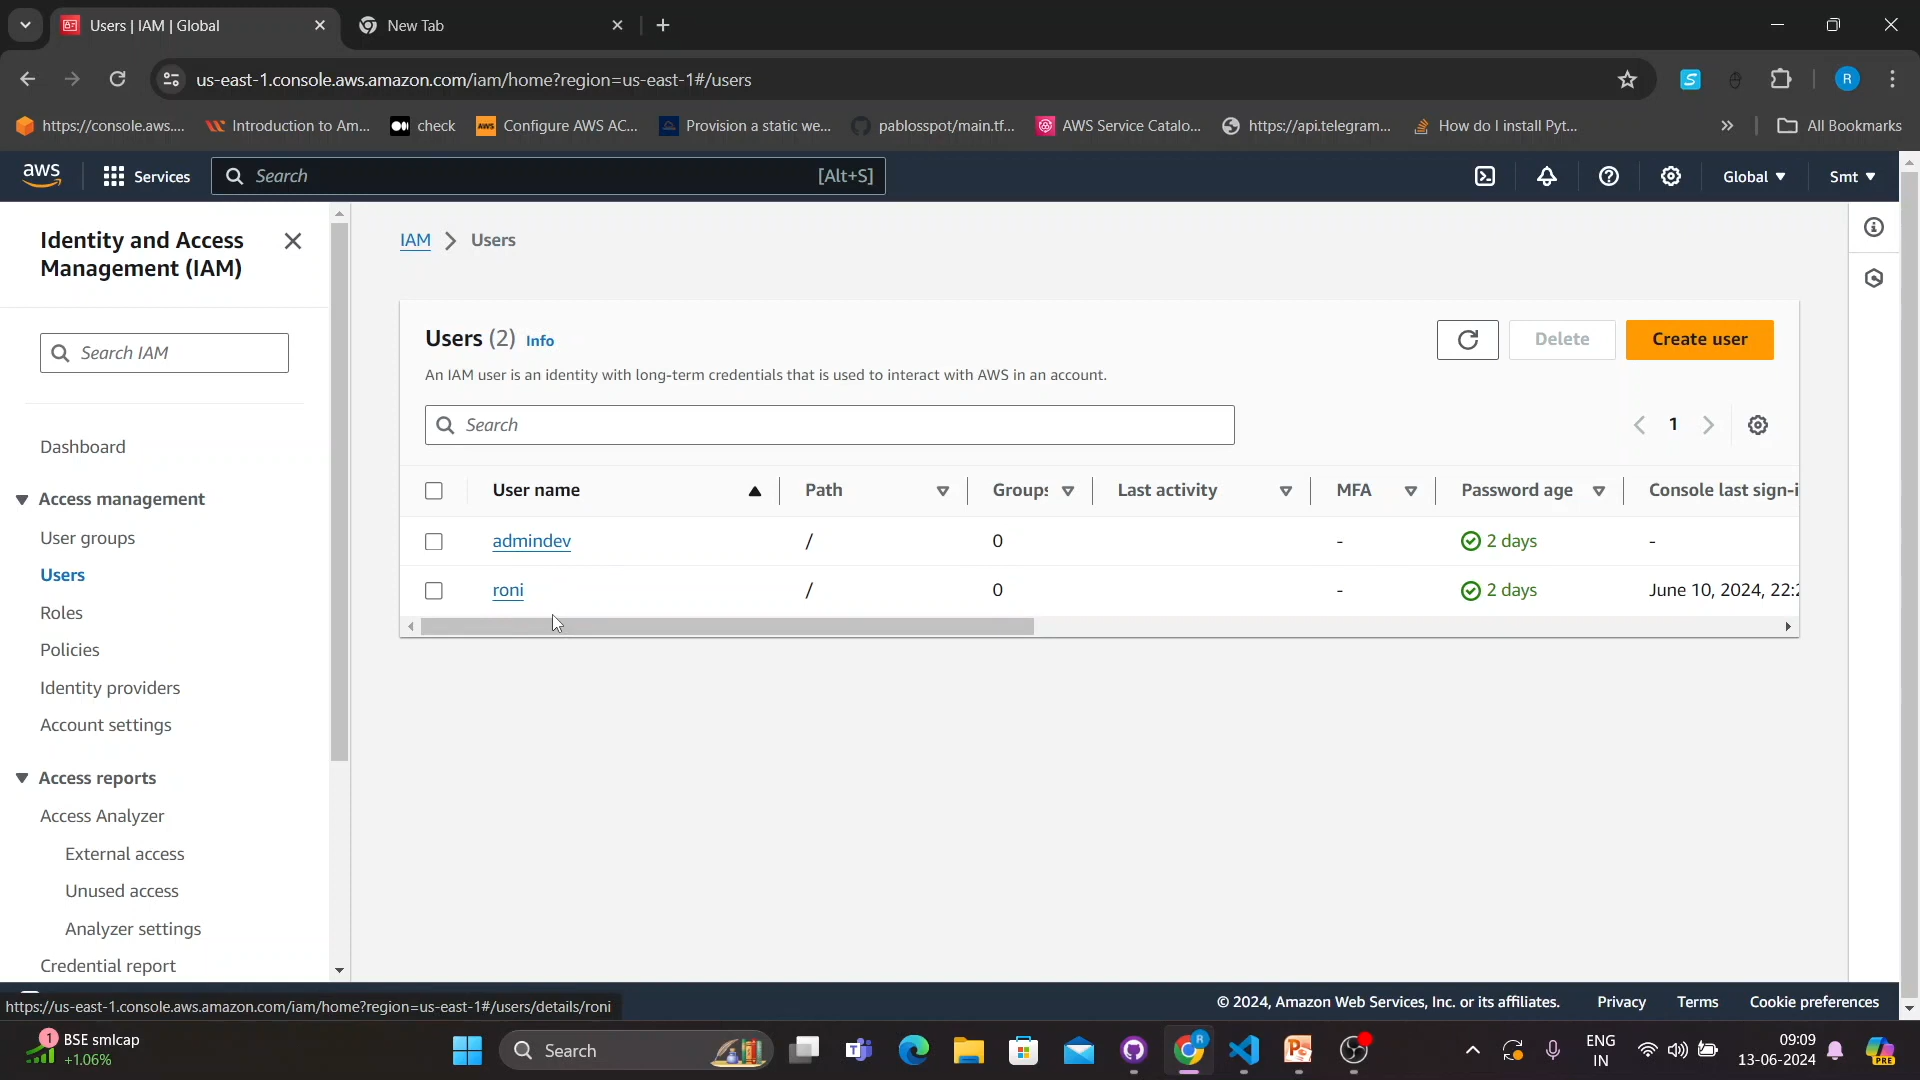 Users | IAM | Global
New Tab
us-east-1.console.aws.amazon.com/iam/home?region=us-east-1#/users
R
https://console.aws....
Introduction to Am...
check
aws Configure AWS AC...
Provision a static we...
pablosspot/main.tf...
AWS Service Catalo...
https://api.telegram...
How do I install Pyt...
All Bookmarks
aws
Services
Search
[Alt+S]
Global
Smt
Identity and Access
Management (IAM)
Search IAM
Dashboard
Access management
User groups
Users
Roles
Policies
Identity providers
Account settings
Access reports
Access Analyzer
External access
Unused access
Analyzer settings
Credential report
IAM > Users
Users (2) Info
Delete
Create user
An IAM user is an identity with long-term credentials that is used to interact with AWS in an account.
Search
1
User name Path Groups Last activity MFA Password age Console last sign-i
admindev / 0 - 2 days -
roni / 0 - 2 days June 10, 2024, 22:2
https://us-east-1.console.aws.amazon.com/iam/home?region=us-east-1#/users/details/roni
© 2024, Amazon Web Services, Inc. or its affiliates.
Privacy
Terms
Cookie preferences
1
BSE smlcap
+1.06%
Search
ENG
IN
09:09
13-06-2024
PRE